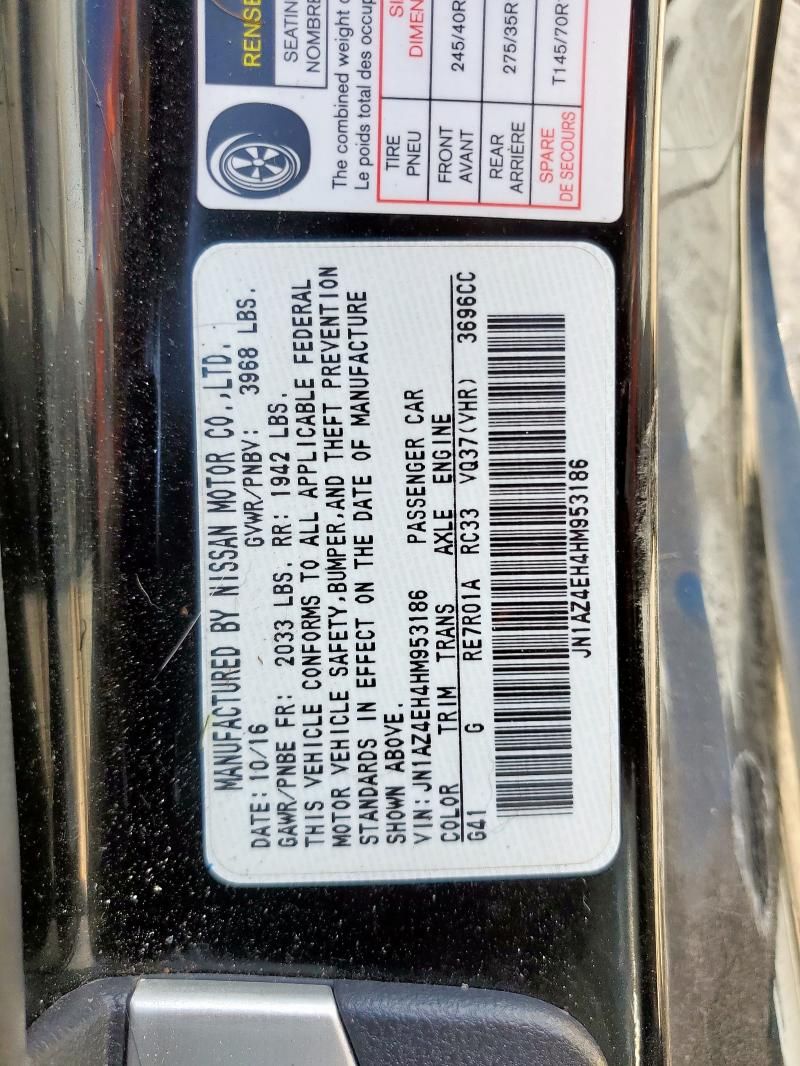 MANUFACTURED BY NISSAN MOTOR CO.,LTD.
DATE: 10/16 GVWR/PNBV: 3968 LBS.
GAWR/PNBE FR: 2033 LBS. RR: 1942 LBS.
THIS VEHICLE CONFORMS TO ALL APPLICABLE FEDERAL
MOTOR VEHICLE SAFETY,BUMPER,AND THEFT PREVENTION
STANDARDS IN EFFECT ON THE DATE OF MANUFACTURE
SHOWN ABOVE.
VIN:JN1AZ4EH4HM953186 PASSENGER CAR
COLOR TRIM TRANS AXLE ENGINE
G41 G RE7R01A RC33 VQ37(VHR) 3696CC
JN1AZ4EH4HM953186
RENSE
SEATIN
NOMBRE
The combined weight o
Le poids total des occup
TIRE SI
PNEU DIMEN
FRONT 245/40R
AVANT
REAR 275/35R
ARRIÈRE
SPARE T145/70R
DE SECOURS